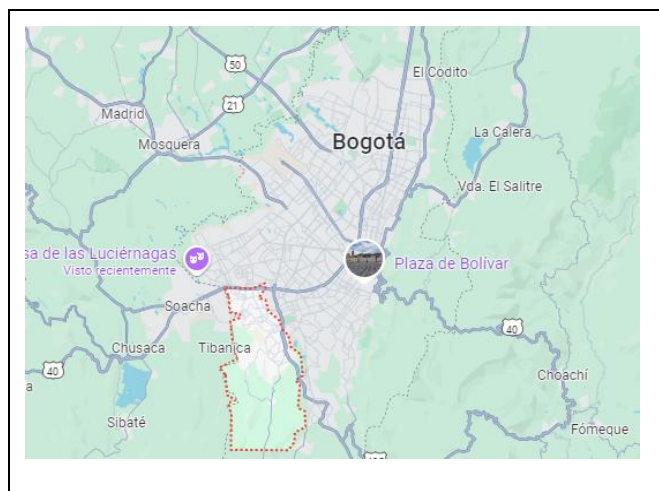 50
El Codito
Madrid
21
La Calera
Mosquera
Bogotá
Vda. El Salitre
sa de las Luciérnagas
Visto recientemente
Plaza de Bolívar
Soacha
40
Chusaca
Tibanica
40
Choachí
Sibaté
Fómeque